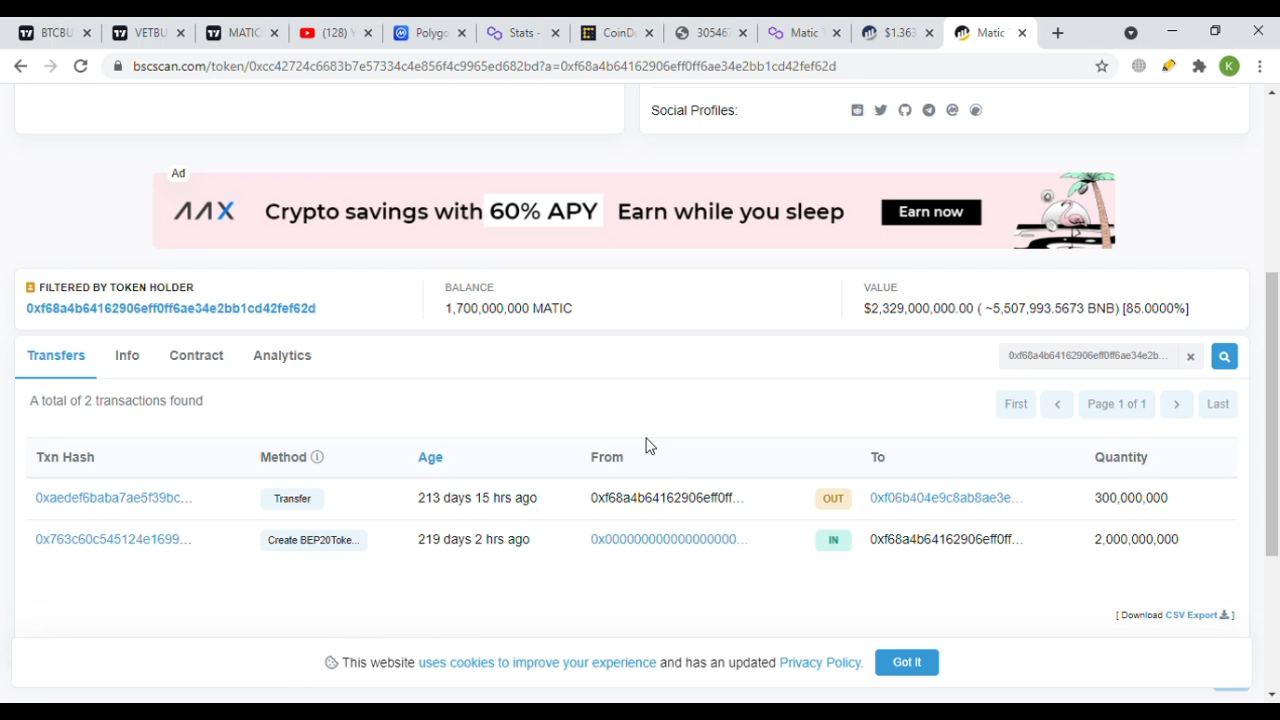 BTCBU
VETBU
MATIC
(128) Y
Polygo
Stats -
CoinD
30546
Matic
$1.363
Matic
bscscan.com/token/0xcc42724c6683b7e57334c4e856f4c9965ed682bd?a=0xf68a4b64162906eff0ff6ae34e2bb1cd42fef62d
K
Social Profiles:
Ad
AAX Crypto savings with 60% APY Earn while you sleep Earn now
FILTERED BY TOKEN HOLDER
0xf68a4b64162906eff0ff6ae34e2bb1cd42fef62d
BALANCE
1,700,000,000 MATIC
VALUE
$2,329,000,000.00 ( ~5,507,993.5673 BNB) [85.0000%]
Transfers Info Contract Analytics
0xf68a4b64162906eff0ff6ae34e2b...
A total of 2 transactions found
First < Page 1 of 1 > Last
Txn Hash Method Age From To Quantity
0xaedef6baba7ae5f39bc... Transfer 213 days 15 hrs ago 0xf68a4b64162906eff0ff... OUT 0xf06b404e9c8ab8ae3e... 300,000,000
0x763c60c545124e1699... Create BEP20Toke... 219 days 2 hrs ago 0x000000000000000000... IN 0xf68a4b64162906eff0ff... 2,000,000,000
[ Download CSV Export ]
This website uses cookies to improve your experience and has an updated Privacy Policy. Got It